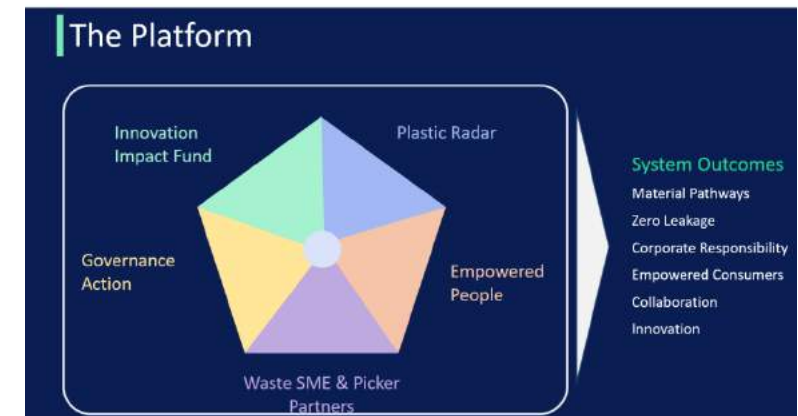 The Platform
Innovation
Impact Fund
Plastic Radar
Governance
Action
Empowered
People
Waste SME & Picker
Partners
System Outcomes
Material Pathways
Zero Leakage
Corporate Responsibility
Empowered Consumers
Collaboration
Innovation